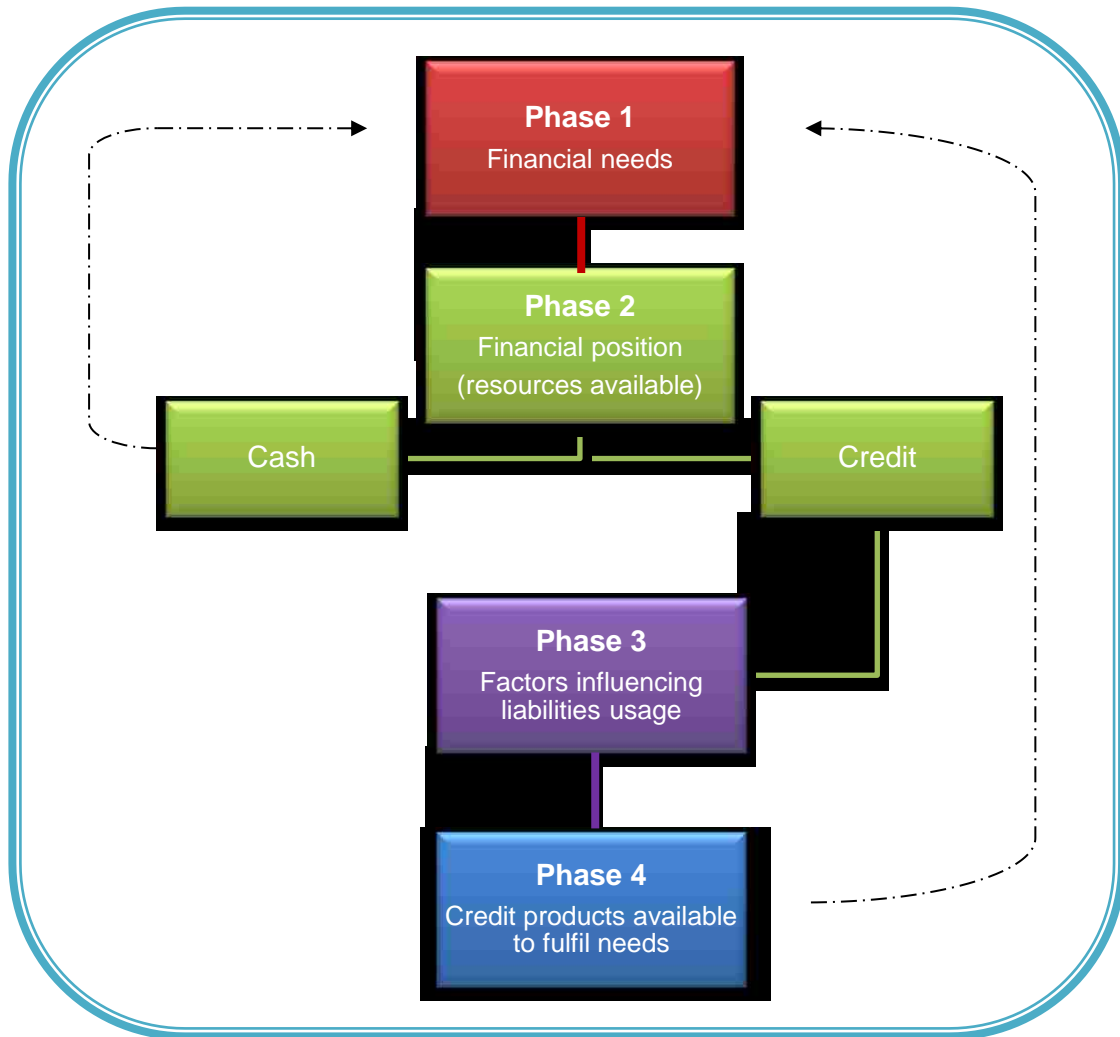 Phase 1
Financial needs
Phase 2
Financial position
(resources available)
Cash
Credit
Phase 3
Factors influencing
liabilities usage
Phase 4
Credit products available
to fulfil needs